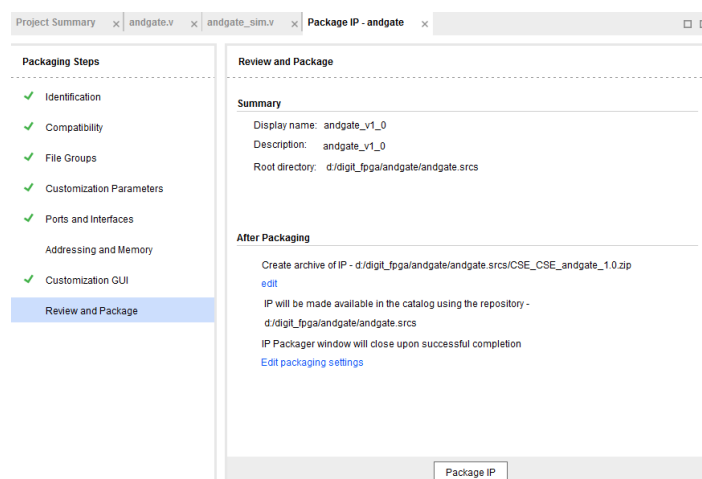 Project Summary andgate.v andgate_sim.v Package IP - andgate
Packaging Steps
Identification
Compatibility
File Groups
Customization Parameters
Ports and Interfaces
Addressing and Memory
Customization GUI
Review and Package
Review and Package
Summary
Display name: andgate_v1_0
Description: andgate_v1_0
Root directory: d:/digit_fpga/andgate/andgate.srcs
After Packaging
Create archive of IP - d:/digit_fpga/andgate/andgate.srcs/CSE_CSE_andgate_1.0.zip
edit
IP will be made available in the catalog using the repository -
d:/digit_fpga/andgate/andgate.srcs
IP Packager window will close upon successful completion
Edit packaging settings
Package IP